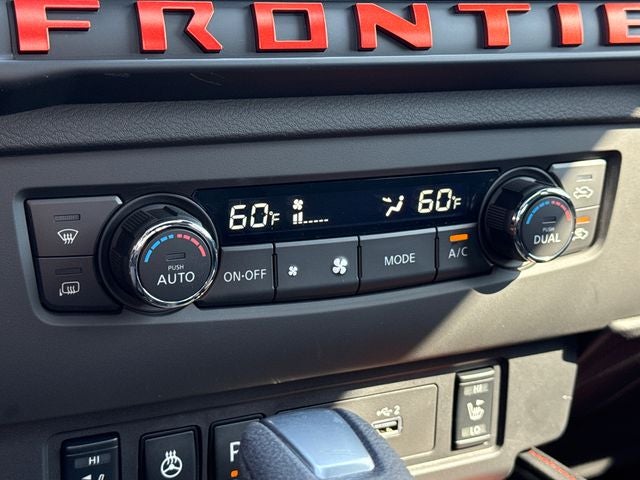 FRONTIE
60°F 60°F
PUSH
AUTO
ON·OFF
MODE
A/C
PUSH
DUAL
2
HI
LO
HI
P